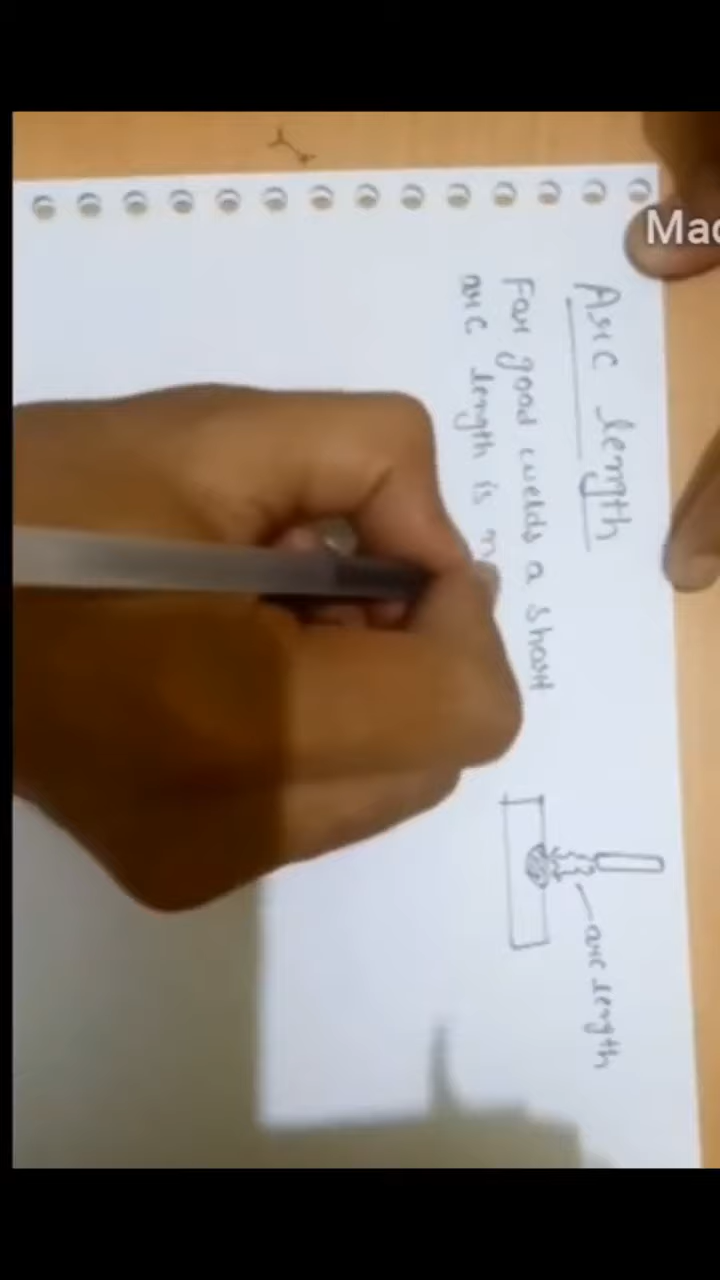 Arc length
For good welds a short
arc length is n
arc length
Mac